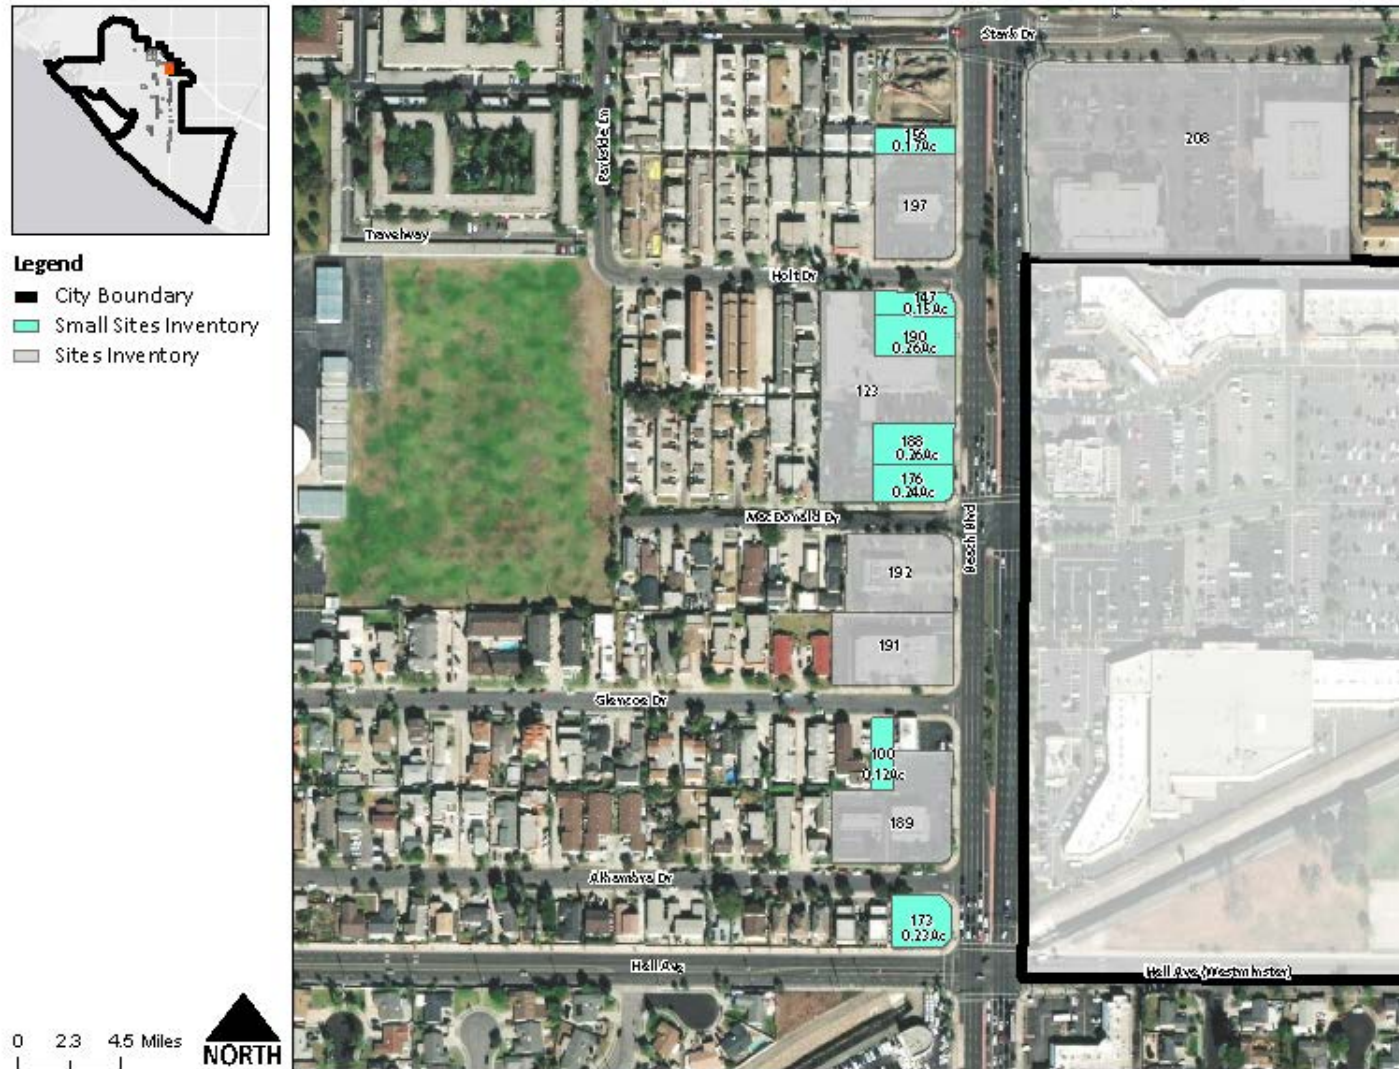 Legend
City Boundary
Small Sites Inventory
Sites Inventory
0 2.3 4.5 Miles
NORTH
Stark Dr
Parkside Ln
156
0.17Ac
208
197
Travelway
Holt Dr
147
0.15Ac
190
0.26Ac
123
188
0.26Ac
176
0.24Ac
MacDonald Dr
Beach Blvd
192
191
Glencoe Dr
100
0.12Ac
189
Alhambra Dr
173
0.23Ac
Heil Ave
Heil Ave (Westminster)